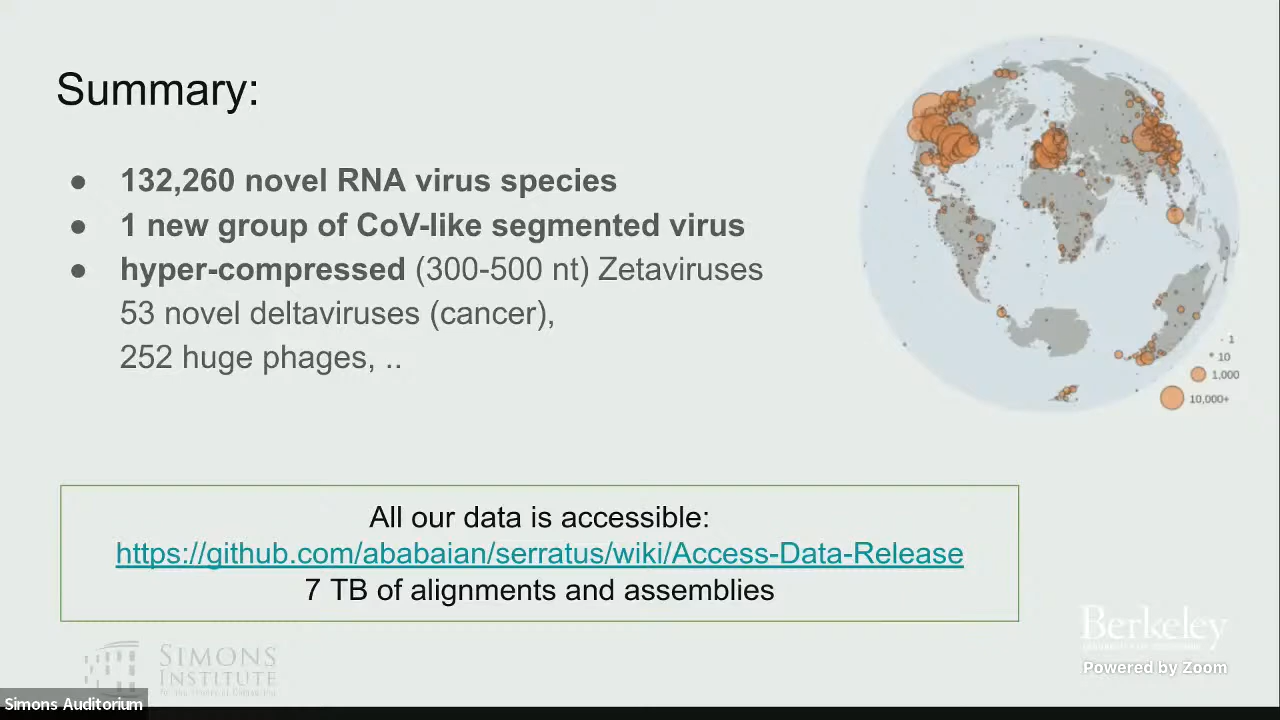 Summary:
● 132,260 novel RNA virus species
● 1 new group of CoV-like segmented virus
● hyper-compressed (300-500 nt) Zetaviruses
53 novel deltaviruses (cancer),
252 huge phages, ..
1
10
1,000
10,000+
All our data is accessible:
https://github.com/ababaian/serratus/wiki/Access-Data-Release
7 TB of alignments and assemblies
Berkeley
Powered by Zoom
SIMONS
INSTITUTE
Simons Auditorium